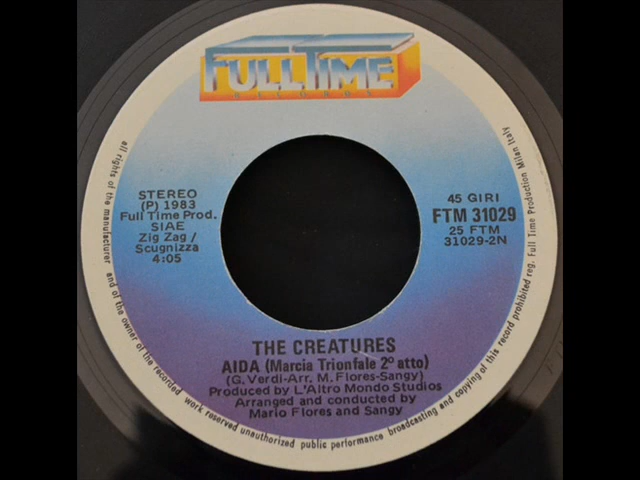 FULLTIME
RECORDS
STEREO
(P) 1983
Full Time Prod.
SIAE
Zig Zag/
Scugnizza
4:05
45 GIRI
FTM 31029
25 FTM
31029-2N
THE CREATURES
AIDA (Marcia Trionfale 2° atto)
(G. Verdi-Arr. M. Flores-Sangy)
Produced by L'Altro Mondo Studios
Arranged and conducted by
Mario Flores and Sangy
all rights of the manufacturer and of the owner of the recorded work reserved unauthorized public performance broadcasting and copying of this record prohibited reg. Full Time Production Milan Italy